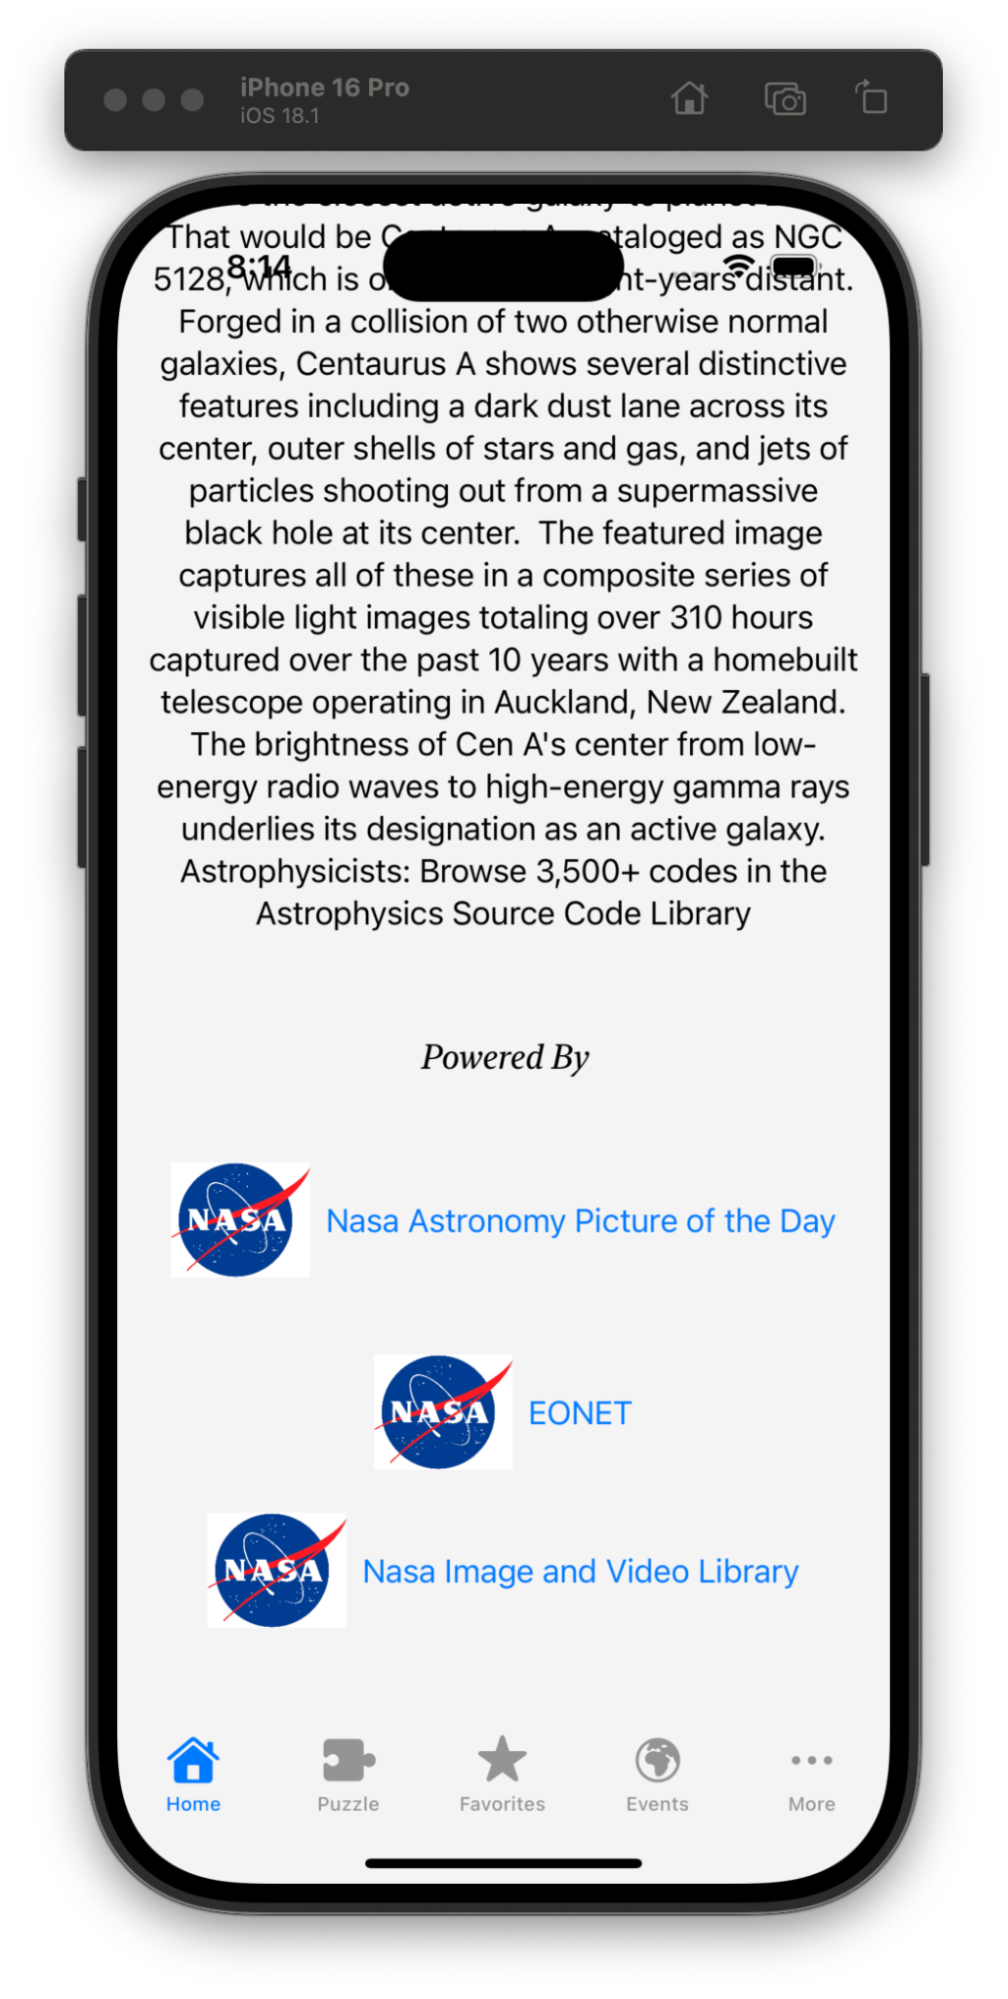 iPhone 16 Pro
iOS 18.1
the closest active galaxy to planet
That would be taloged as NGC
8:14
5128, which is nt-years distant.
Forged in a collision of two otherwise normal
galaxies, Centaurus A shows several distinctive
features including a dark dust lane across its
center, outer shells of stars and gas, and jets of
particles shooting out from a supermassive
black hole at its center.  The featured image
captures all of these in a composite series of
visible light images totaling over 310 hours
captured over the past 10 years with a homebuilt
telescope operating in Auckland, New Zealand.
The brightness of Cen A's center from low-
energy radio waves to high-energy gamma rays
underlies its designation as an active galaxy.
Astrophysicists: Browse 3,500+ codes in the
Astrophysics Source Code Library
Powered By
NASA Nasa Astronomy Picture of the Day
NASA EONET
NASA Nasa Image and Video Library
Home Puzzle Favorites Events More